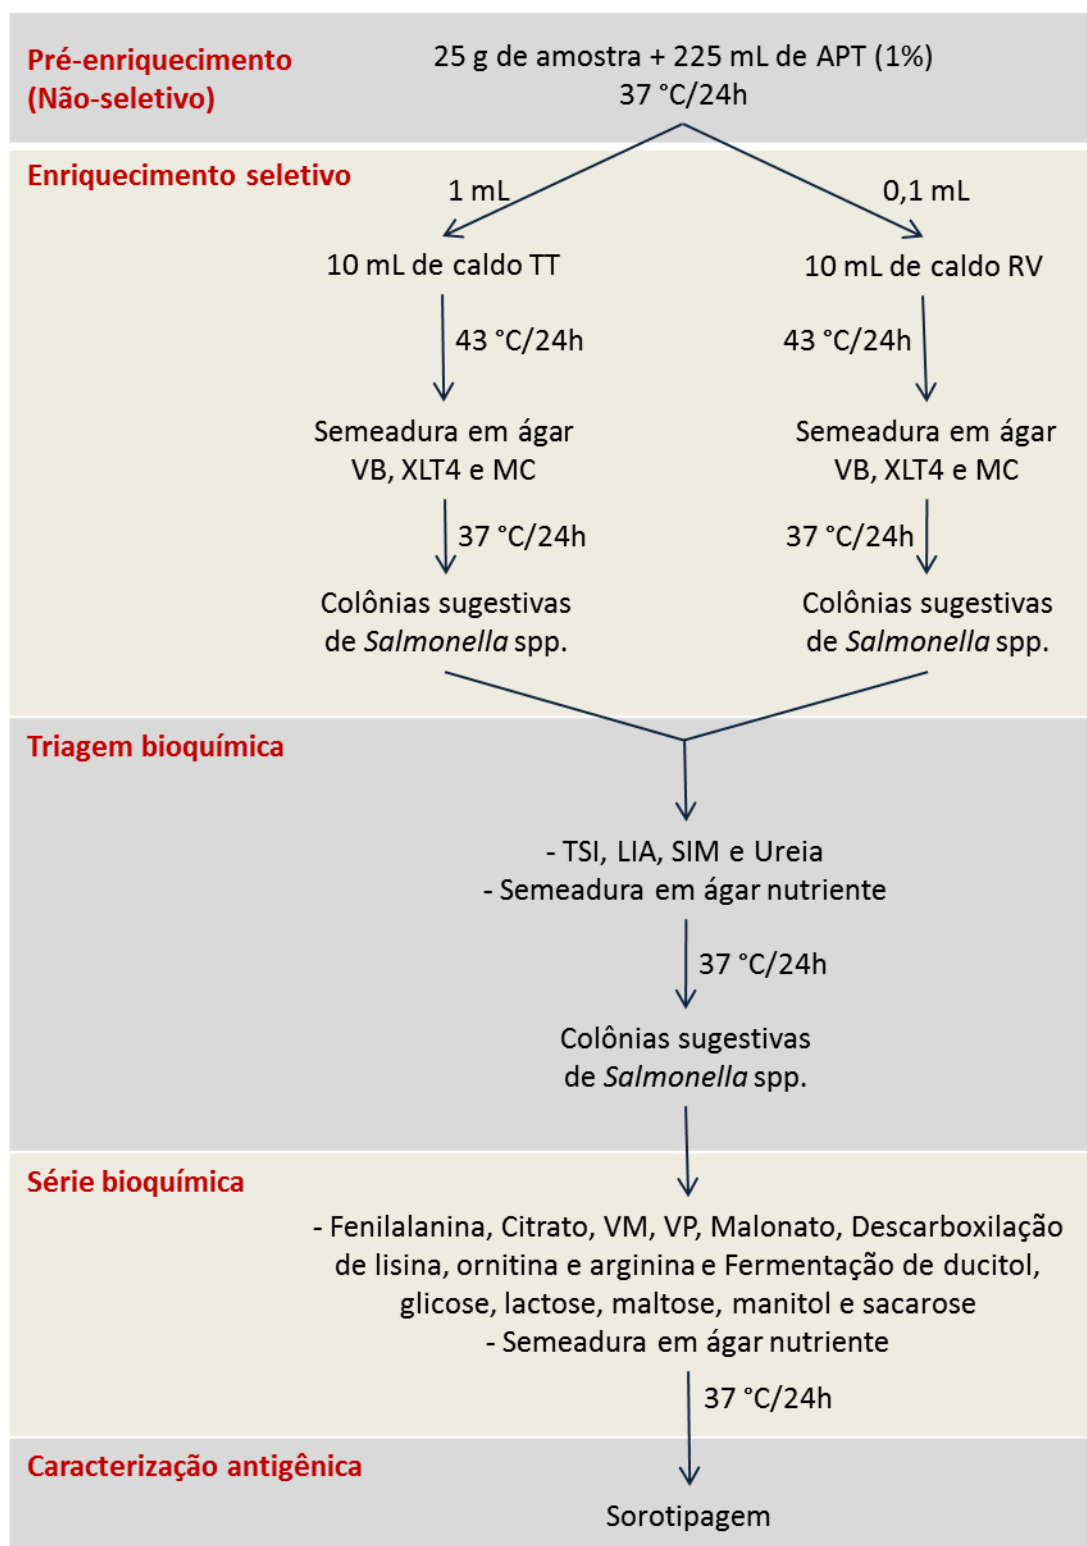 Pré-enriquecimento
(Não-seletivo)
25 g de amostra + 225 mL de APT (1%)
37 °C/24h
Enriquecimento seletivo
1 mL
0,1 mL
10 mL de caldo TT
10 mL de caldo RV
43 °C/24h
43 °C/24h
Semeadura em ágar
VB, XLT4 e MC
Semeadura em ágar
VB, XLT4 e MC
37 °C/24h
37 °C/24h
Colônias sugestivas
de Salmonella spp.
Colônias sugestivas
de Salmonella spp.
Triagem bioquímica
- TSI, LIA, SIM e Ureia
- Semeadura em ágar nutriente
37 °C/24h
Colônias sugestivas
de Salmonella spp.
Série bioquímica
- Fenilalanina, Citrato, VM, VP, Malonato, Descarboxilação
de lisina, ornitina e arginina e Fermentação de ducitol,
glicose, lactose, maltose, manitol e sacarose
- Semeadura em ágar nutriente
37 °C/24h
Caracterização antigênica
Sorotipagem